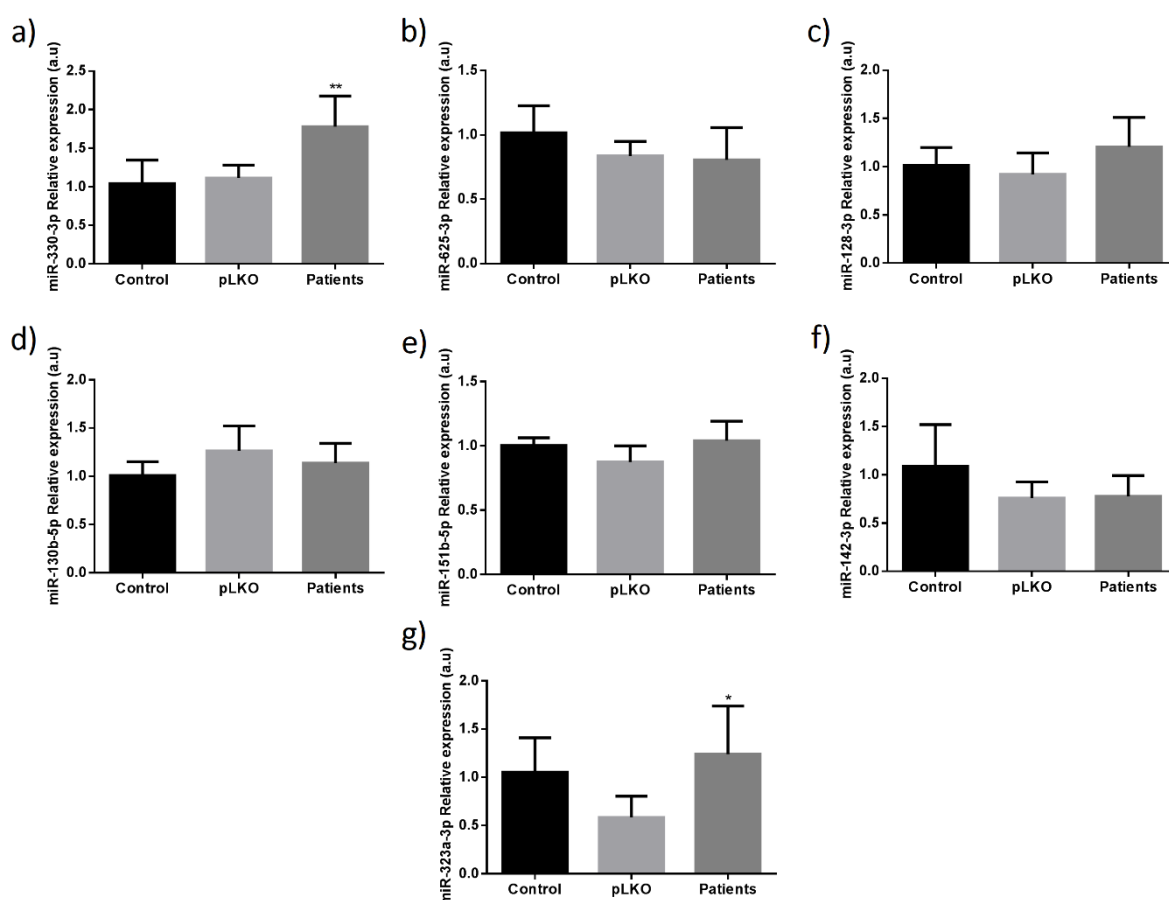 a)
miR-330-3p Relative expression (a.u)
2.5
2.0
1.5
1.0
0.5
0.0
**
Control pLKO Patients
b)
miR-625-3p Relative expression (a.u)
1.5
1.0
0.5
0.0
Control pLKO Patients
c)
miR-128-3p Relative expression (a.u)
2.0
1.5
1.0
0.5
0.0
Control pLKO Patients
d)
miR-130b-5p Relative expression (a.u)
2.0
1.5
1.0
0.5
0.0
Control pLKO Patients
e)
miR-151b-5p Relative expression (a.u)
1.5
1.0
0.5
0.0
Control pLKO Patients
f)
miR-142-3p Relative expression (a.u)
2.0
1.5
1.0
0.5
0.0
Control pLKO Patients
g)
miR-323a-3p Relative expression (a.u)
2.0
1.5
1.0
0.5
0.0
*
Control pLKO Patients